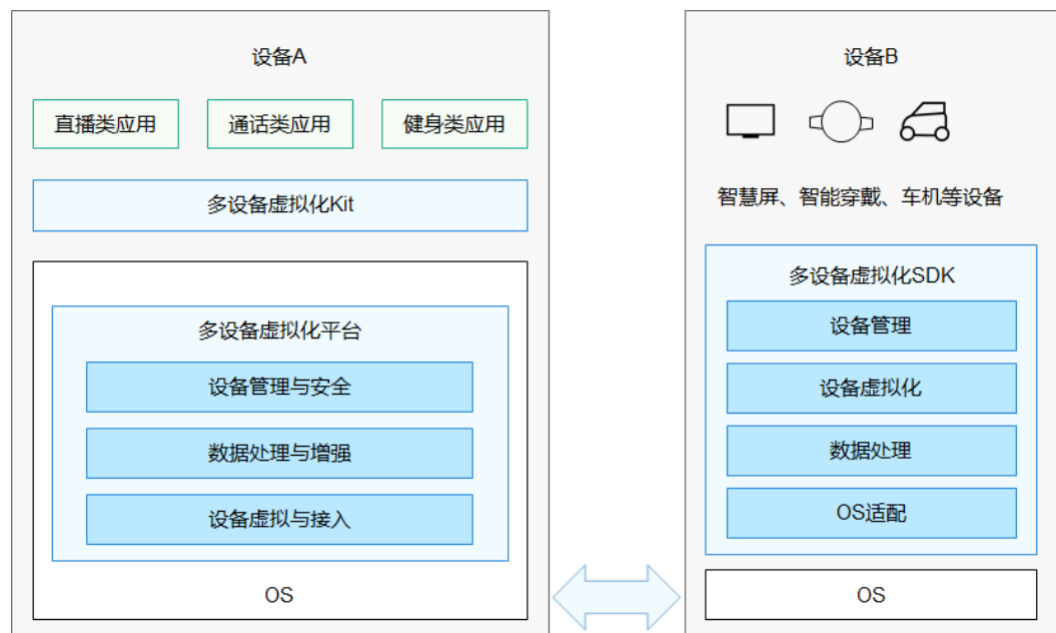 设备A
直播类应用
通话类应用
健身类应用
多设备虚拟化Kit
多设备虚拟化平台
设备管理与安全
数据处理与增强
设备虚拟与接入
OS
设备B
智慧屏、智能穿戴、车机等设备
多设备虚拟化SDK
设备管理
设备虚拟化
数据处理
OS适配
OS